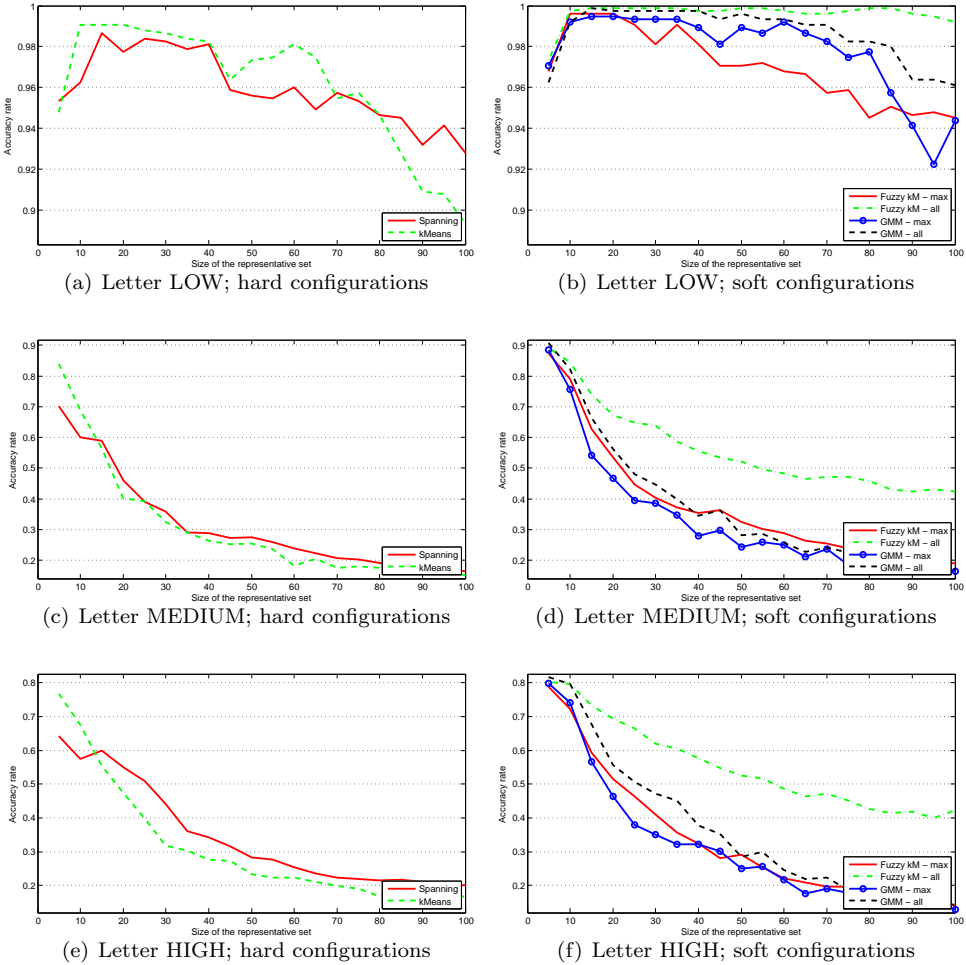 1
0.98
0.96
0.94
0.92
0.9
Accuracy rate
0 10 20 30 40 50 60 70 80 90 100
Size of the representative set
Spanning
kMeans
(a) Letter LOW; hard configurations
1
0.98
0.96
0.94
0.92
0.9
Accuracy rate
0 10 20 30 40 50 60 70 80 90 100
Size of the representative set
Fuzzy kM – max
Fuzzy kM – all
GMM – max
GMM – all
(b) Letter LOW; soft configurations
0.9
0.8
0.7
0.6
0.5
0.4
0.3
0.2
Accuracy rate
0 10 20 30 40 50 60 70 80 90 100
Size of the representative set
Spanning
kMeans
(c) Letter MEDIUM; hard configurations
0.9
0.8
0.7
0.6
0.5
0.4
0.3
0.2
Accuracy rate
0 10 20 30 40 50 60 70 80 90 100
Size of the representative set
Fuzzy kM – max
Fuzzy kM – all
GMM – max
GMM – all
(d) Letter MEDIUM; soft configurations
0.8
0.7
0.6
0.5
0.4
0.3
0.2
Accuracy rate
0 10 20 30 40 50 60 70 80 90 100
Size of the representative set
Spanning
kMeans
(e) Letter HIGH; hard configurations
0.8
0.7
0.6
0.5
0.4
0.3
0.2
Accuracy rate
0 10 20 30 40 50 60 70 80 90 100
Size of the representative set
Fuzzy kM – max
Fuzzy kM – all
GMM – max
GMM – all
(f) Letter HIGH; soft configurations